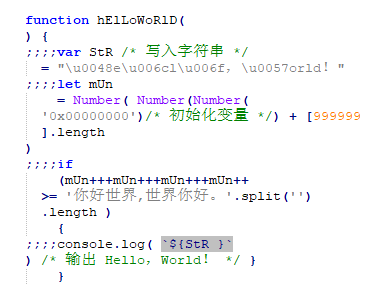 function hElLoWoRlD(
) {
;;;;var StR /* 写入字符串 */
= "\u0048e\u006cl\u006f，\u0057orld！"
;;;;let mUn
= Number( Number(Number(
'0x00000000')/* 初始化变量 */) + [999999
].length
)
;;;;if
(mUn+++mUn+++mUn+++mUn++
>= '你好世界,世界你好。'.split('')
.length )
{
;;;;console.log( `${StR }`
) /* 输出 Hello，World！ */ }
}